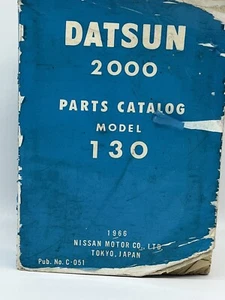 DATSUN
2000
PARTS CATALOG
MODEL
130
1966
NISSAN MOTOR CO., LTD.
TOKYO, JAPAN
Pub. No. C-051